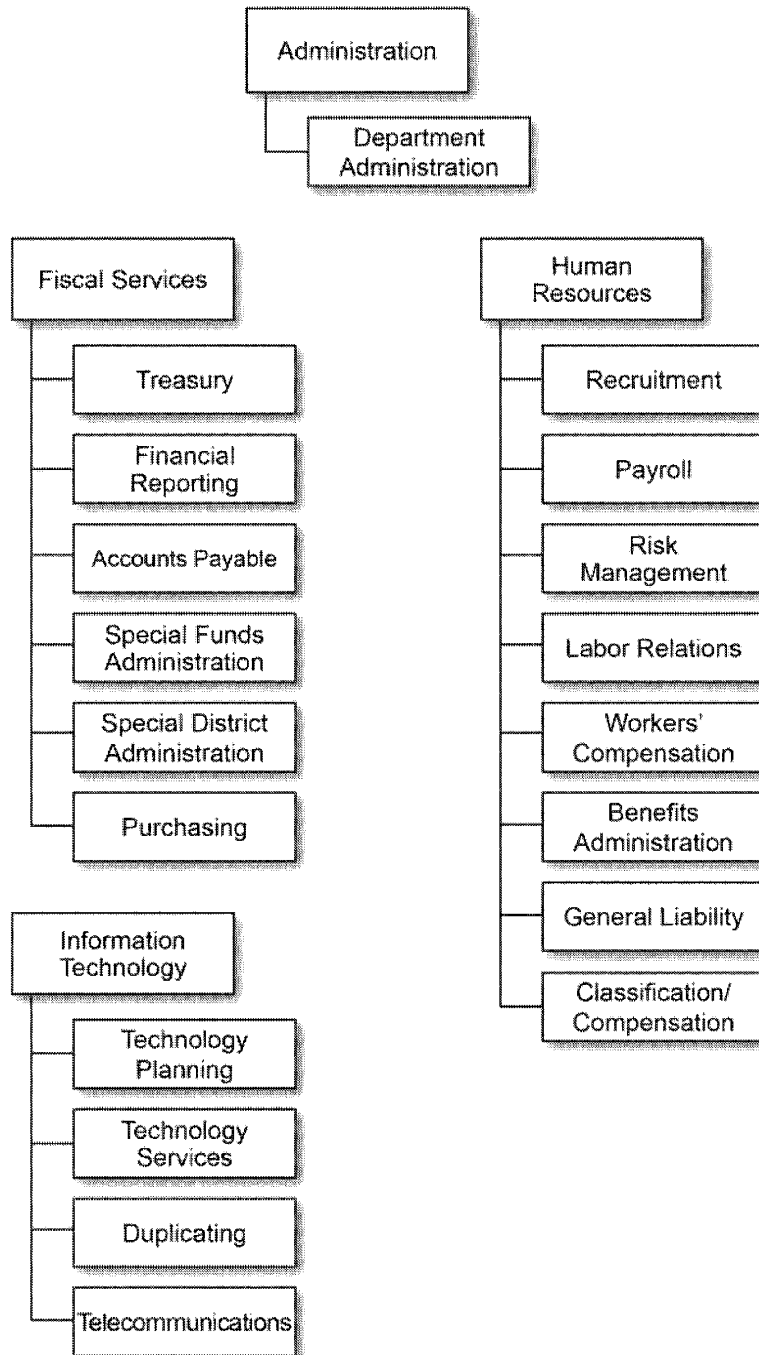 Administration
Department
Administration
Fiscal Services
Treasury
Financial
Reporting
Accounts Payable
Special Funds
Administration
Special District
Administration
Purchasing
Human
Resources
Recruitment
Payroll
Risk
Management
Labor Relations
Workers'
Compensation
Benefits
Administration
General Liability
Classification/
Compensation
Information
Technology
Technology
Planning
Technology
Services
Duplicating
Telecommunications